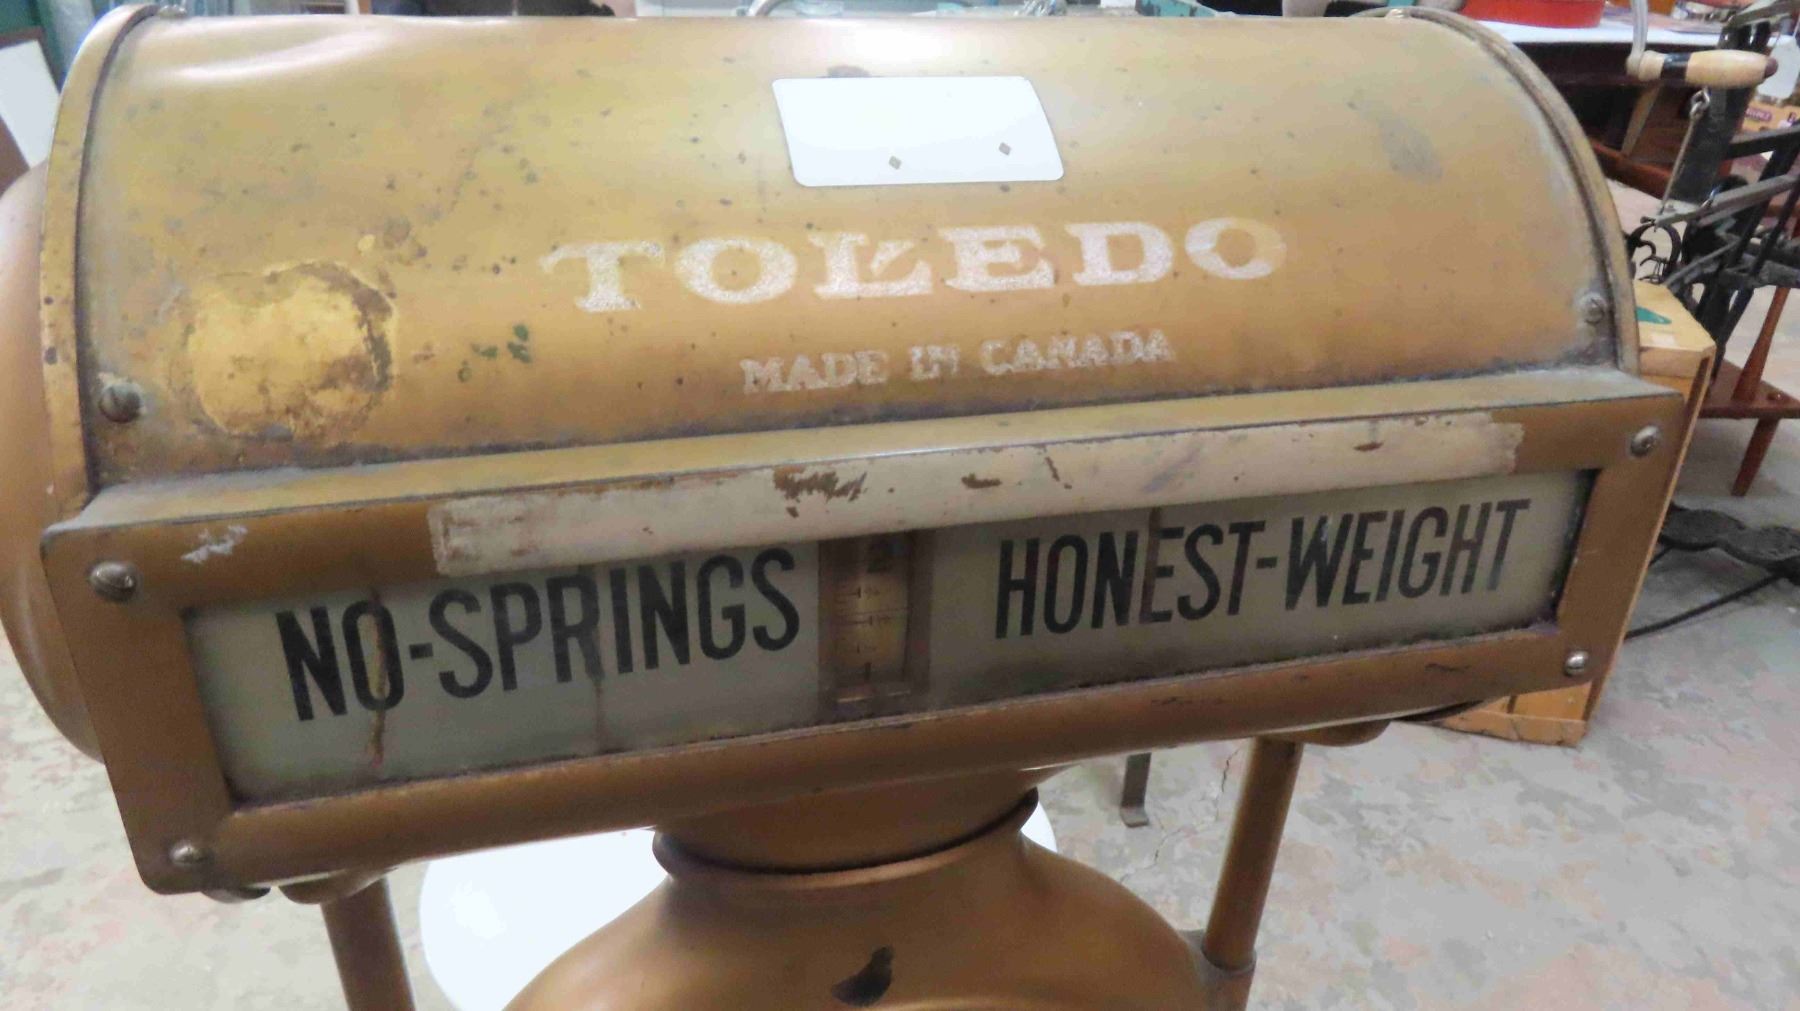 TOLEDO
MADE IN CANADA
NO-SPRINGS HONEST-WEIGHT